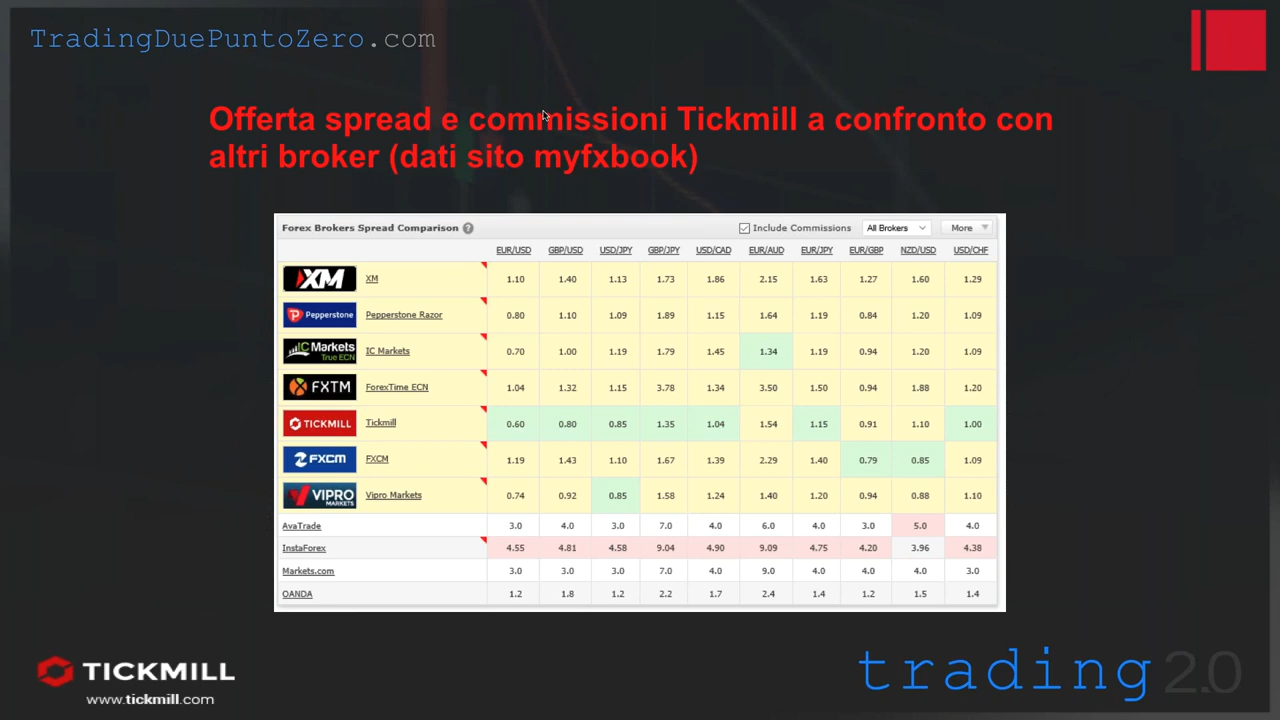 TradingDuePuntoZero.com
Offerta spread e commissioni Tickmill a confronto con
altri broker (dati sito myfxbook)
Forex Brokers Spread Comparison ? Include Commissions All Brokers More
EUR/USD GBP/USD USD/JPY GBP/JPY USD/CAD EUR/AUD EUR/JPY EUR/GBP NZD/USD USD/CHF
XM XM 1.10 1.40 1.13 1.73 1.86 2.15 1.63 1.27 1.60 1.29
Pepperstone Pepperstone Razor 0.80 1.10 1.09 1.89 1.15 1.64 1.19 0.84 1.20 1.09
IC Markets True ECN IC Markets 0.70 1.00 1.19 1.79 1.45 1.34 1.19 0.94 1.20 1.09
FXTM ForexTime ECN 1.04 1.32 1.15 3.78 1.34 3.50 1.50 0.94 1.88 1.20
TICKMILL Tickmill 0.60 0.80 0.85 1.35 1.04 1.54 1.15 0.91 1.10 1.00
FXCM FXCM 1.19 1.43 1.10 1.67 1.39 2.29 1.40 0.79 0.85 1.09
VIPRO MARKETS Vipro Markets 0.74 0.92 0.85 1.58 1.24 1.40 1.20 0.94 0.88 1.10
AvaTrade 3.0 4.0 3.0 7.0 4.0 6.0 4.0 3.0 5.0 4.0
InstaForex 4.55 4.81 4.58 9.04 4.90 9.09 4.75 4.20 3.96 4.38
Markets.com 3.0 3.0 3.0 7.0 4.0 9.0 4.0 4.0 4.0 3.0
OANDA 1.2 1.8 1.2 2.2 1.7 2.4 1.4 1.2 1.5 1.4
TICKMILL
www.tickmill.com
trading 2.0